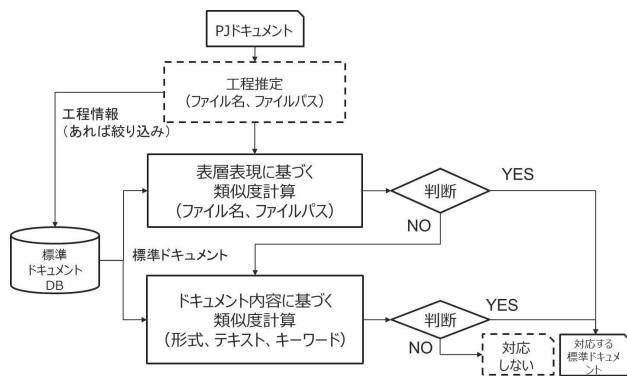 PJドキュメント
工程推定
（ファイル名、ファイルパス）
工程情報
（あれば絞り込み）
表層表現に基づく
類似度計算
（ファイル名、ファイルパス）
判断
YES
NO
標準
ドキュメント
DB
標準ドキュメント
ドキュメント内容に基づく
類似度計算
（形式、テキスト、キーワード）
判断
YES
NO
対応
しない
対応する
標準ドキュメ
ント